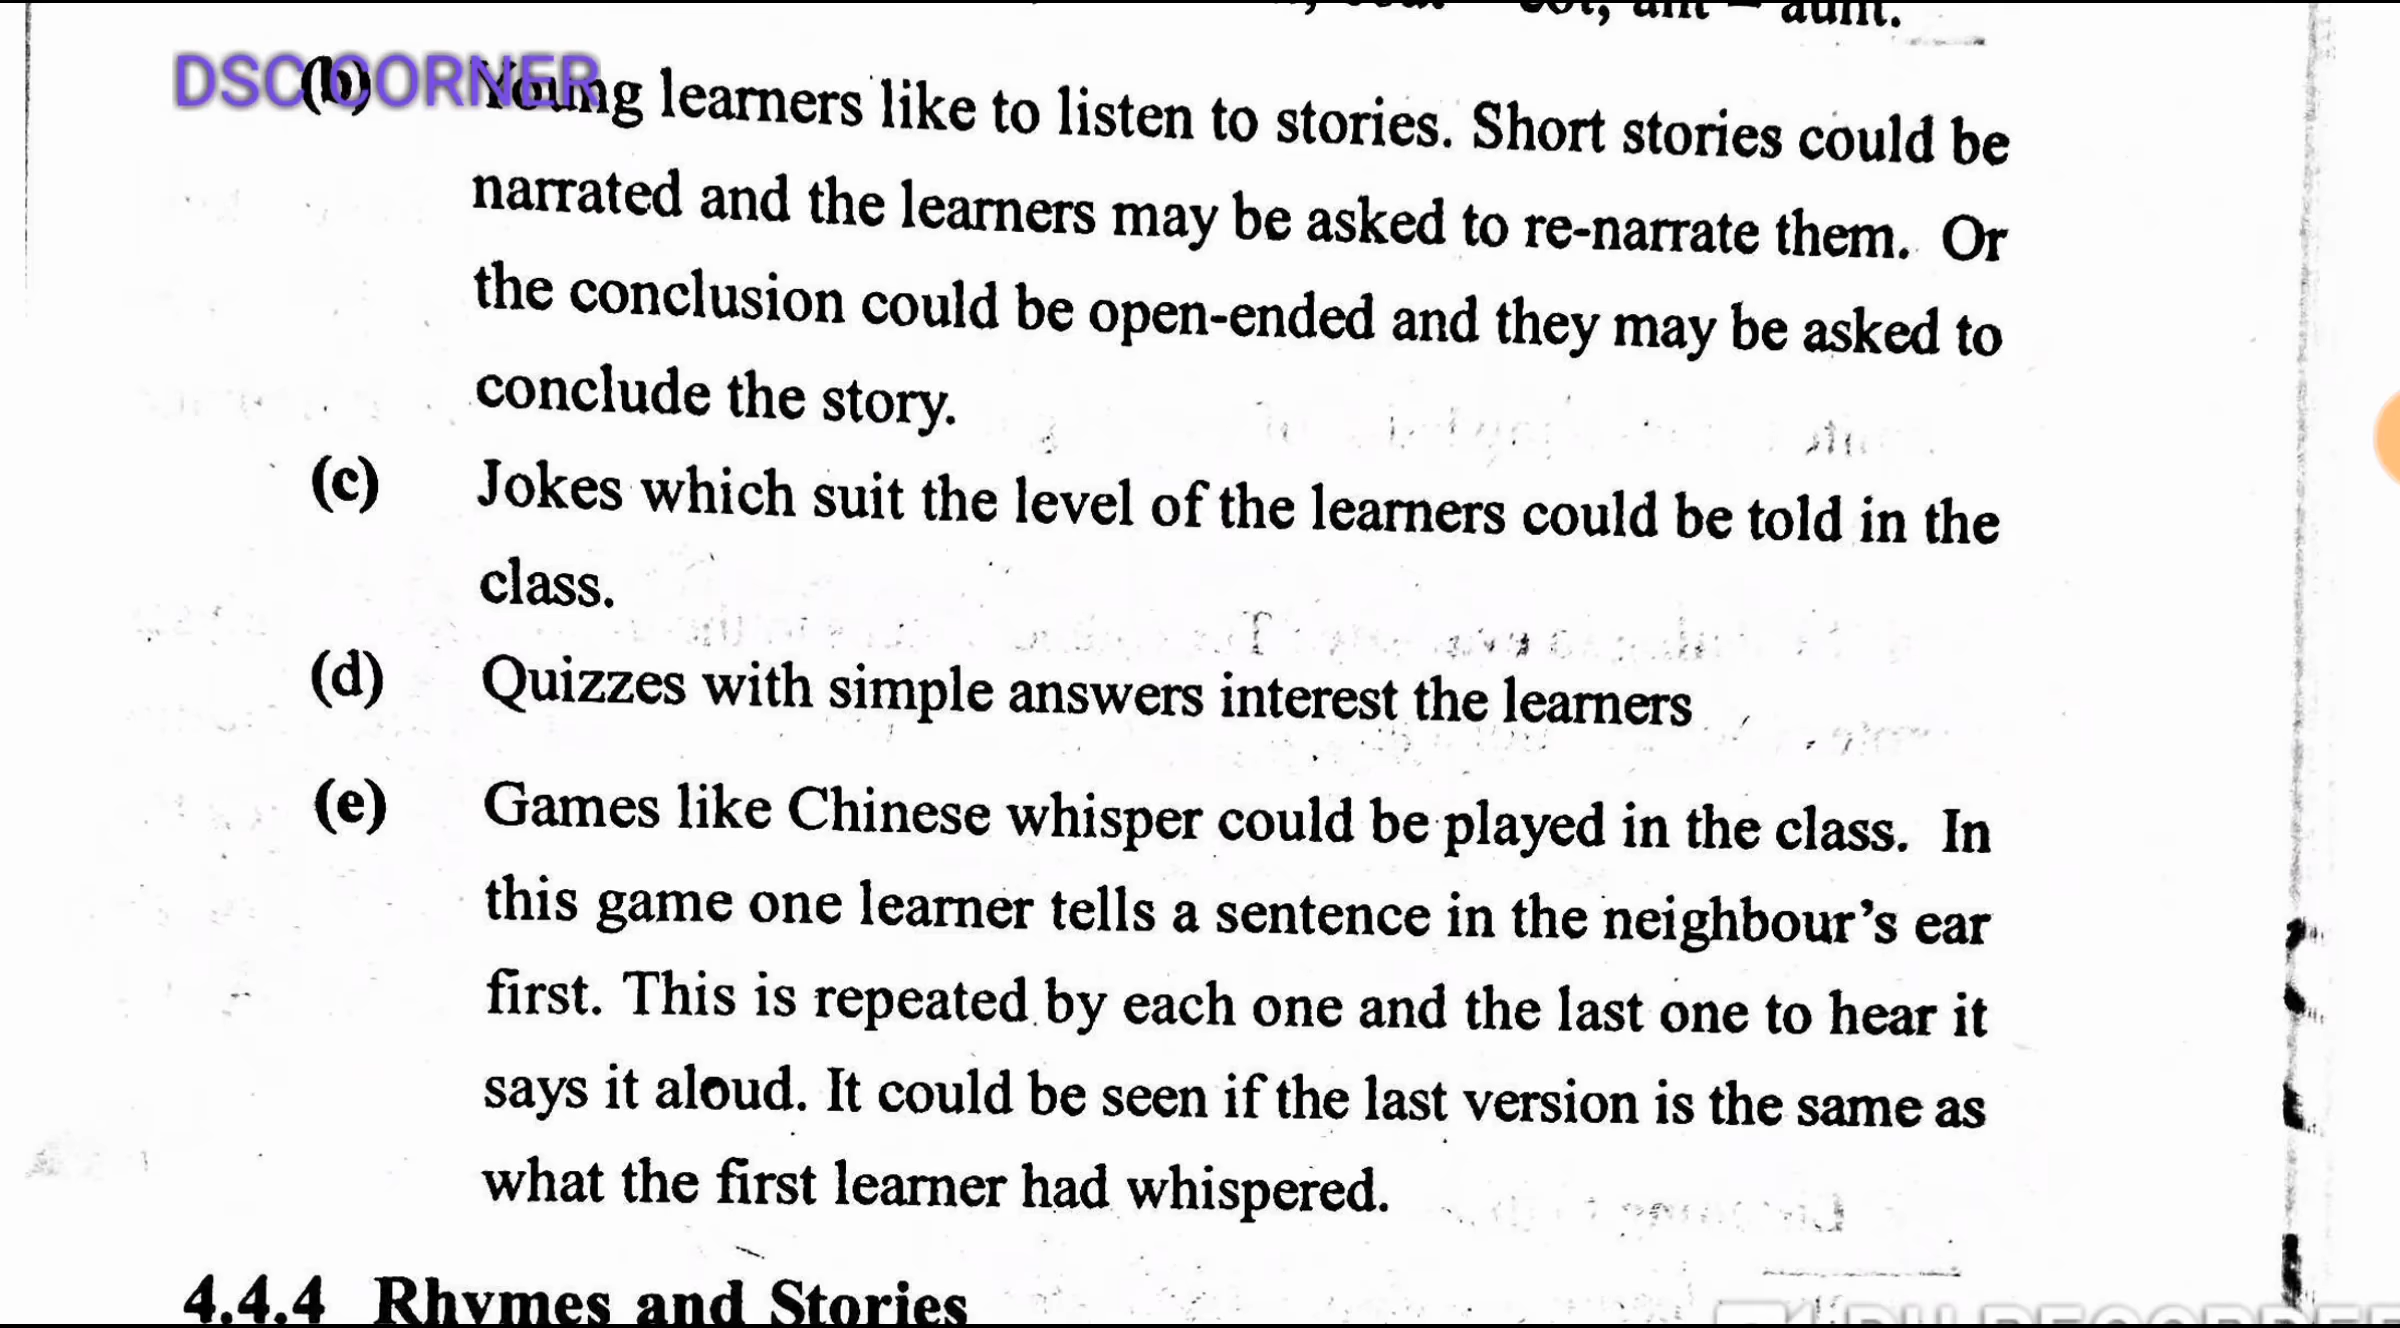 aunt.
DSC CORNER
(b) Young learners like to listen to stories. Short stories could be
narrated and the learners may be asked to re-narrate them. Or
the conclusion could be open-ended and they may be asked to
conclude the story.
(c) Jokes which suit the level of the learners could be told in the
class.
(d) Quizzes with simple answers interest the learners
(e) Games like Chinese whisper could be played in the class. In
this game one learner tells a sentence in the neighbour's ear
first. This is repeated by each one and the last one to hear it
says it aloud. It could be seen if the last version is the same as
what the first learner had whispered.
4.4.4 Rhymes and Stories